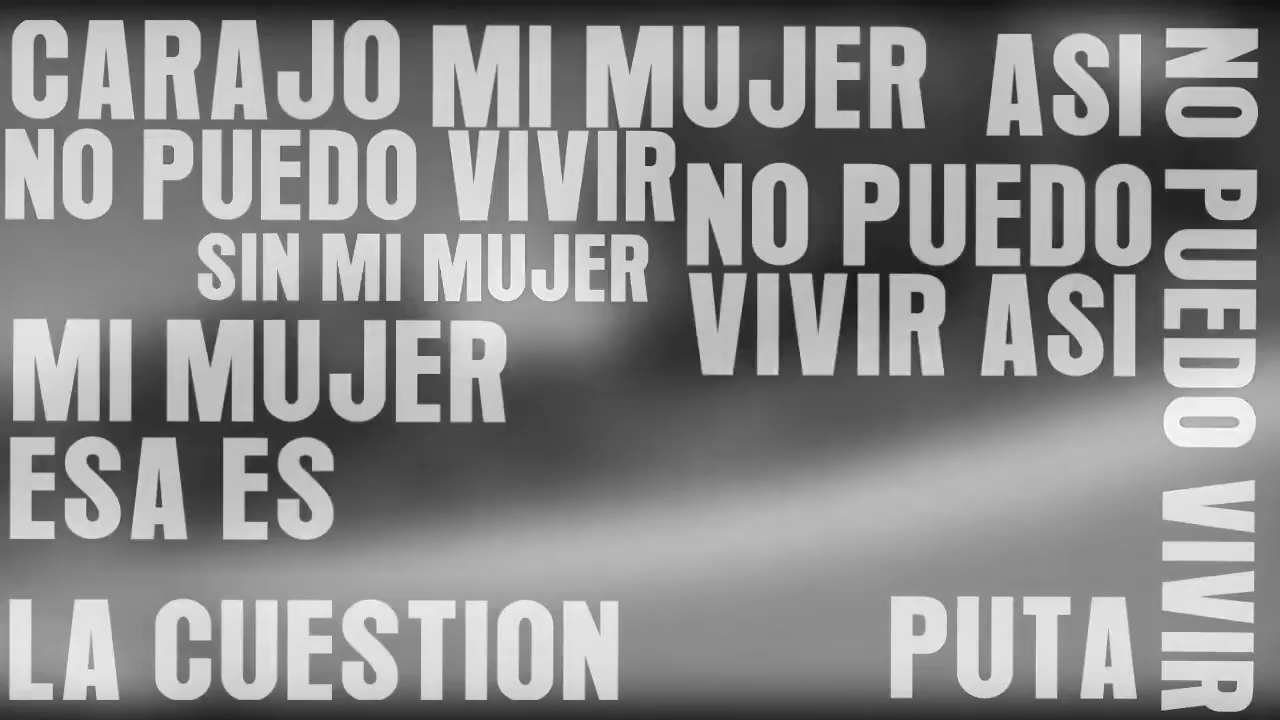 CARAJO MI MUJER ASI
NO PUEDO VIVIR
SIN MI MUJER
NO PUEDO
VIVIR ASI
MI MUJER
ESA ES
LA CUESTION
PUTA
NO PUEDO VIVIR